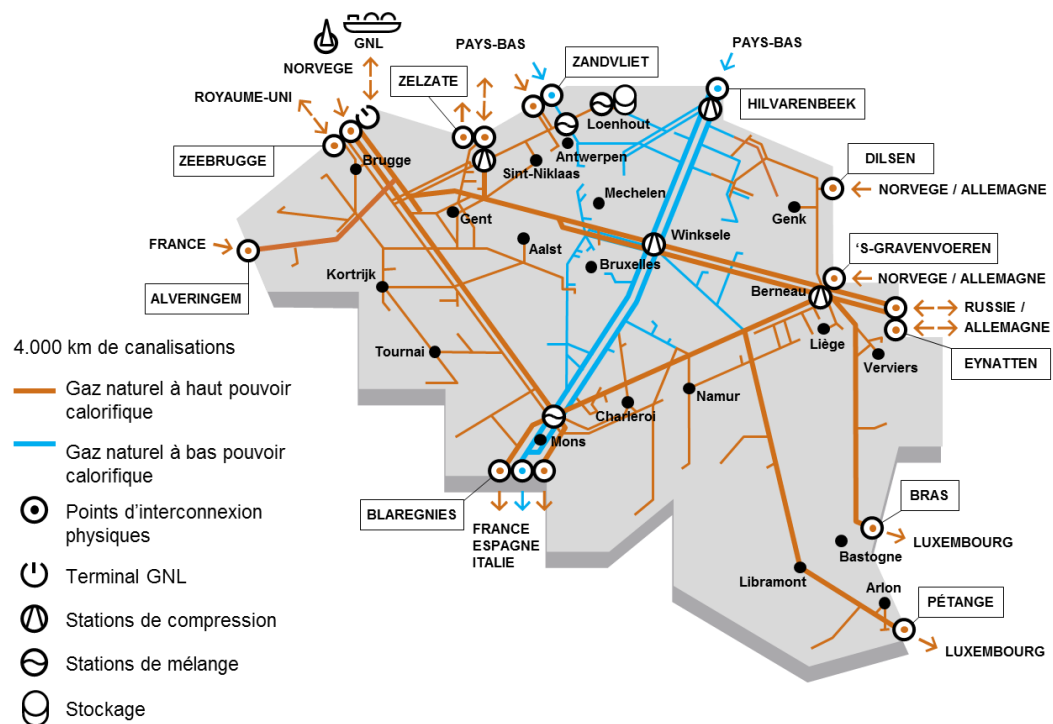 GNL
NORVEGE
PAYS-BAS
PAYS-BAS
ZANDVLIET
ZELZATE
ROYAUME-UNI
HILVARENBEEK
Loenhout
ZEEBRUGGE
Brugge
Antwerpen
Sint-Niklaas
DILSEN
Mechelen
NORVEGE / ALLEMAGNE
Genk
Gent
Winksele
FRANCE
Aalst
Bruxelles
'S-GRAVENVOEREN
Kortrijk
Berneau
NORVEGE / ALLEMAGNE
ALVERINGEM
RUSSIE /
ALLEMAGNE
Liège
4.000 km de canalisations
Tournai
Verviers
EYNATTEN
Gaz naturel à haut pouvoir
calorifique
Namur
Charleroi
Mons
Gaz naturel à bas pouvoir
calorifique
BLAREGNIES
BRAS
Points d'interconnexion
physiques
FRANCE
ESPAGNE
ITALIE
LUXEMBOURG
Bastogne
Terminal GNL
Libramont
Arlon
PÉTANGE
Stations de compression
LUXEMBOURG
Stations de mélange
Stockage